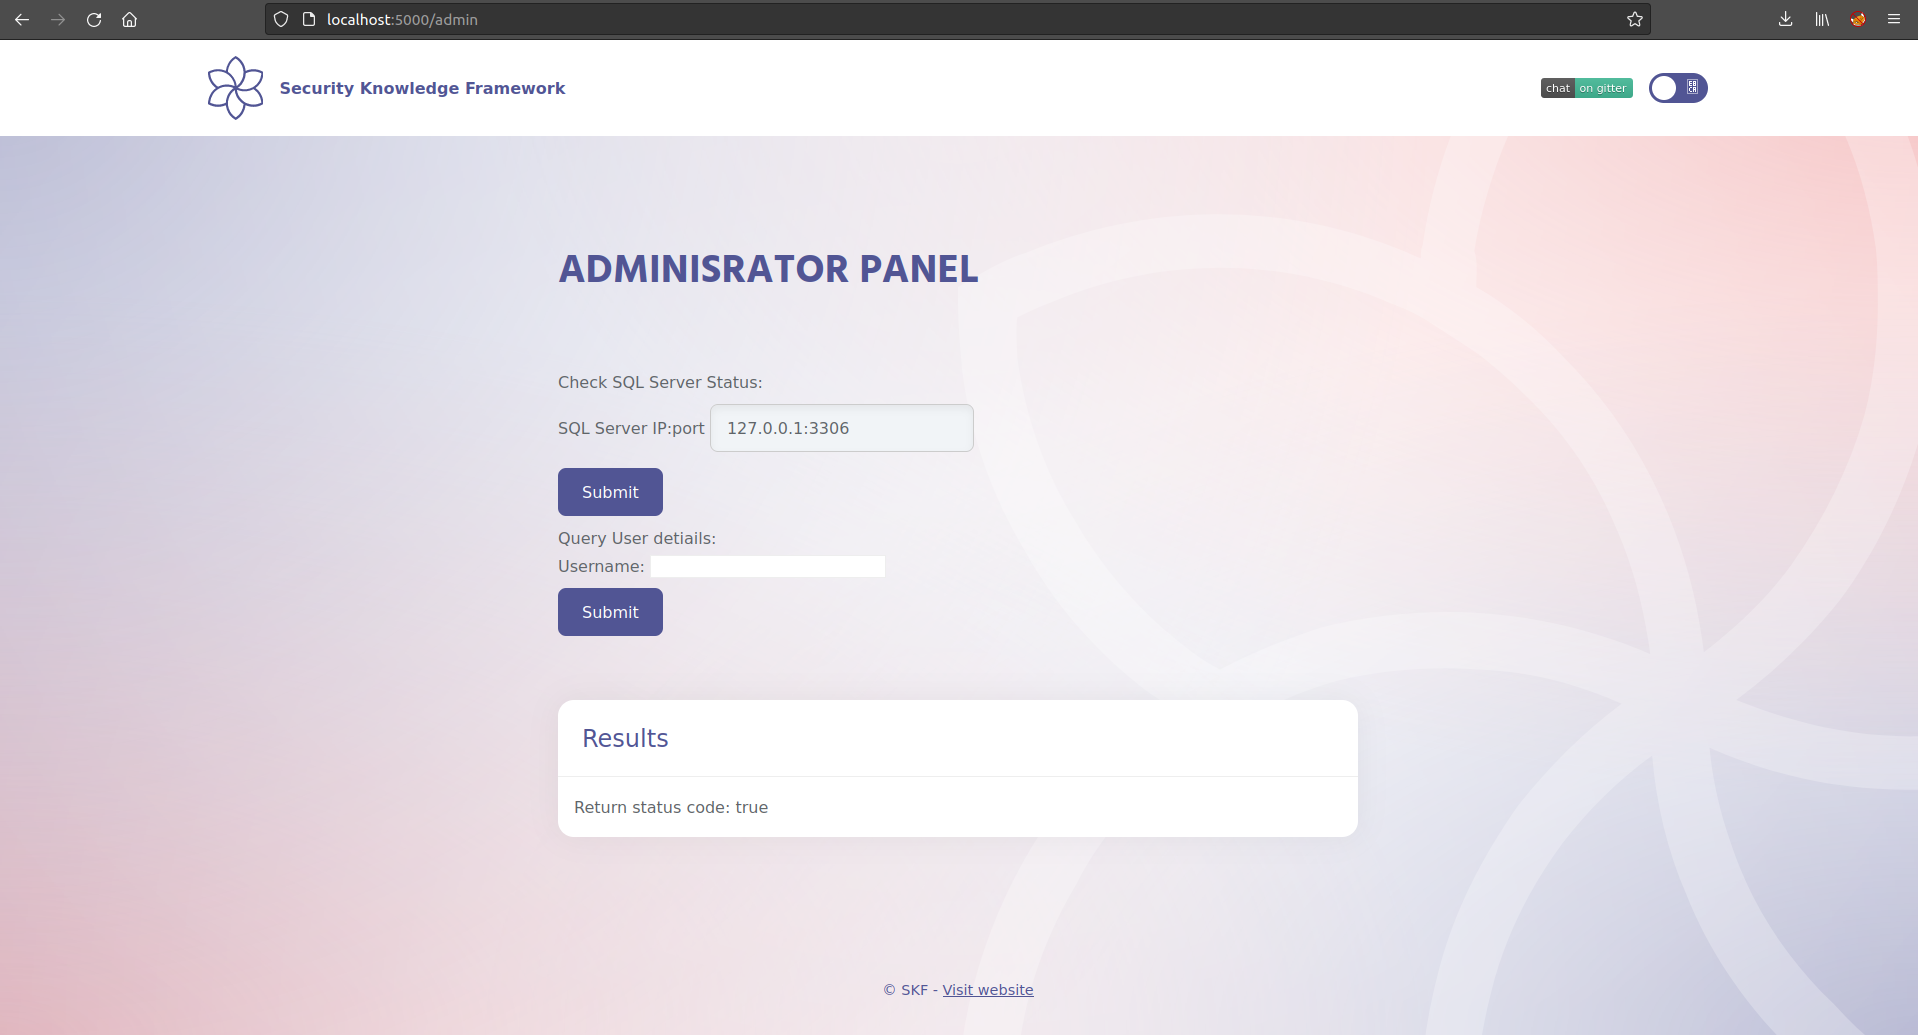 localhost:5000/admin
Security Knowledge Framework
chat on gitter
ADMINISRATOR PANEL
Check SQL Server Status:
SQL Server IP:port 127.0.0.1:3306
Submit
Query User detiails:
Username:
Submit
Results
Return status code: true
© SKF - Visit website